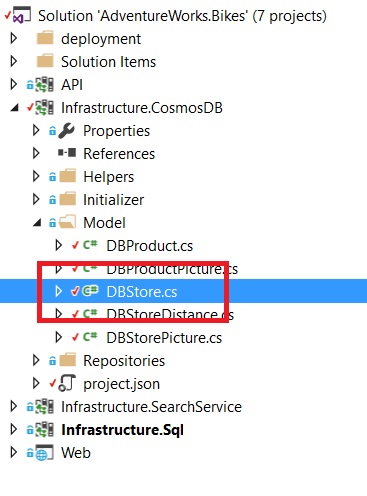 Solution 'AdventureWorks.Bikes' (7 projects)
deployment
Solution Items
API
Infrastructure.CosmosDB
Properties
References
Helpers
Initializer
Model
C# DBProduct.cs
C# DBProductPicture.cs
C# DBStore.cs
C# DBStoreDistance.cs
C# DBStorePicture.cs
Repositories
project.json
Infrastructure.SearchService
Infrastructure.Sql
Web